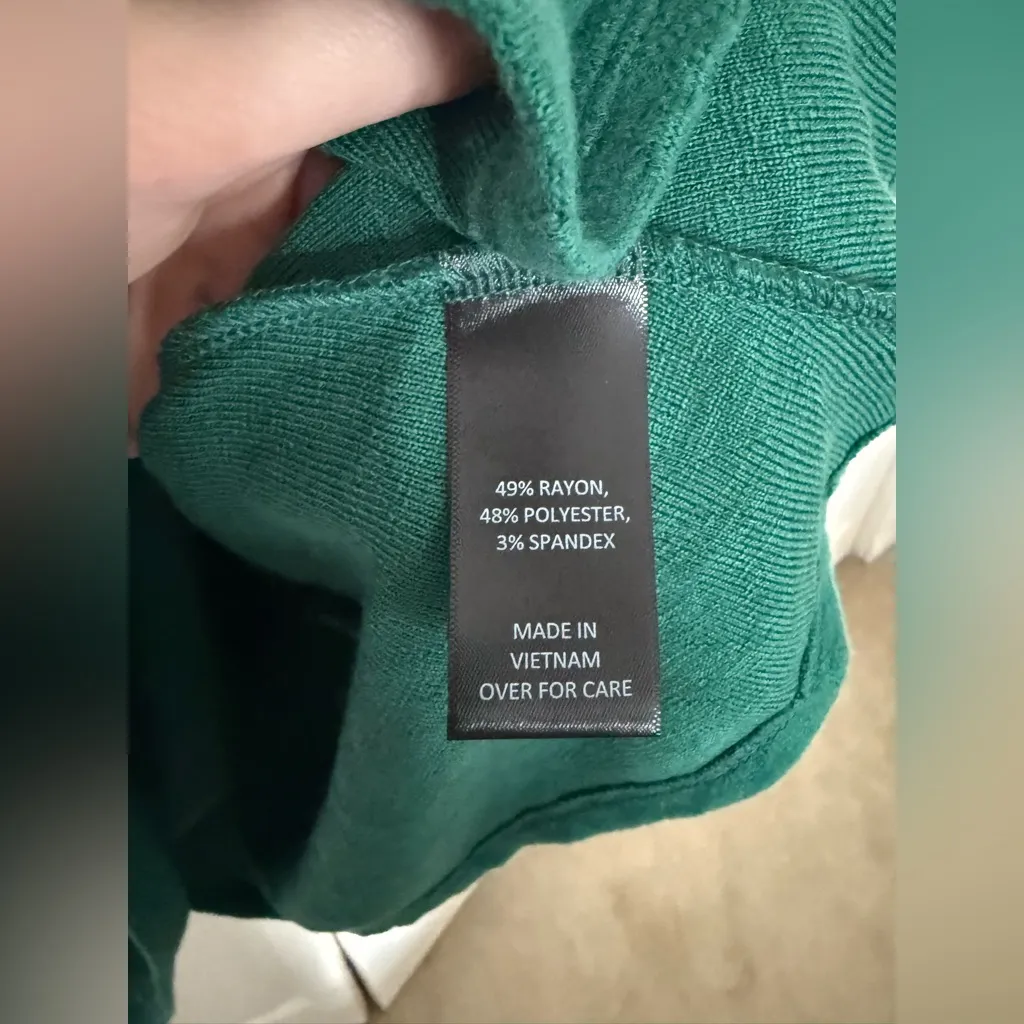 49% RAYON,
48% POLYESTER,
3% SPANDEX
MADE IN
VIETNAM
OVER FOR CARE